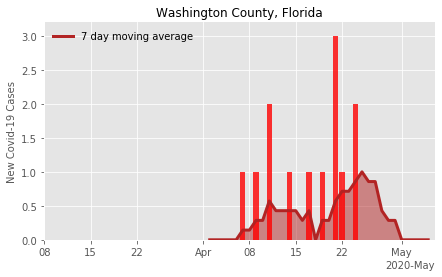 Washington County, Florida
7 day moving average
New Covid-19 Cases
3.0
2.5
2.0
1.5
1.0
0.5
0.0
08 15 22 Apr 08 15 22 May
2020-May